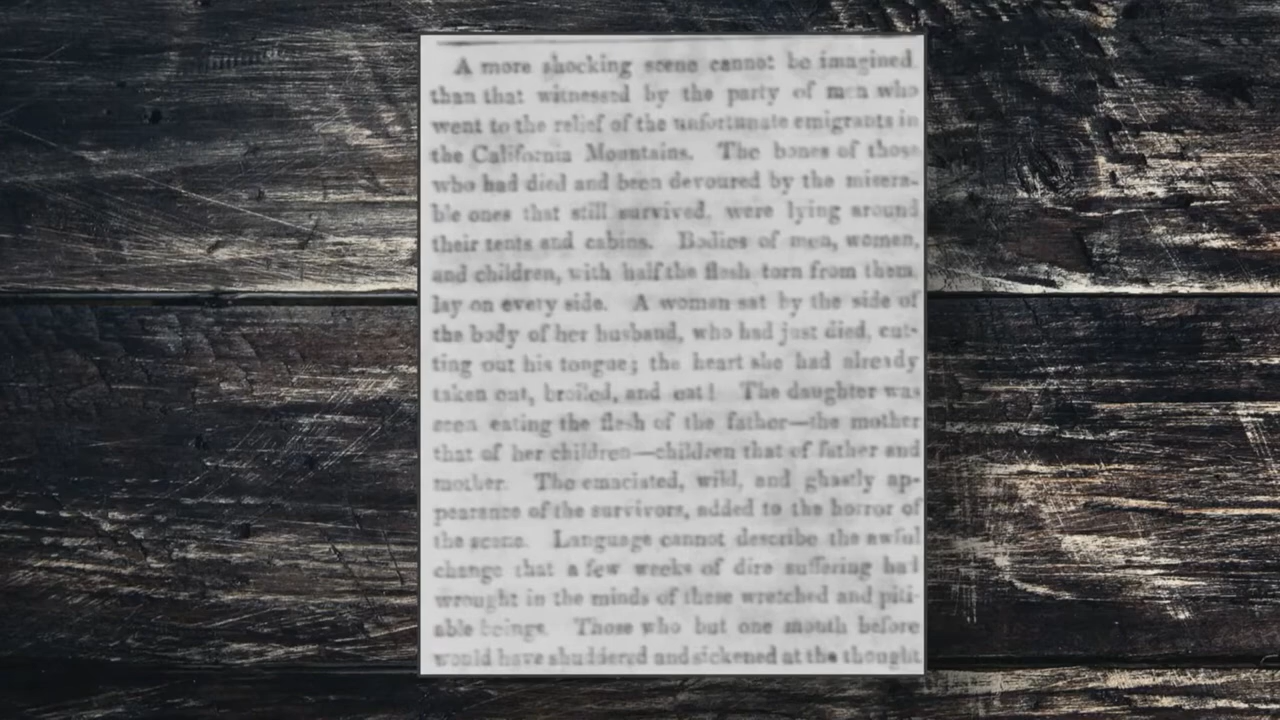 A more shocking scene cannot be imagined
than that witnessed by the party of men who
went to the relief of the unfortunate emigrants in
the California Mountains. The bones of those
who had died and been devoured by the misera-
ble ones that still survived, were lying around
their tents and cabins. Bodies of men, women,
and children, with half the flesh torn from them,
lay on every side. A woman sat by the side of
the body of her husband, who had just died, cut-
ting out his tongue; the heart she had already
taken out, broiled, and eat! The daughter was
seen eating the flesh of the father—the mother
that of her children—children that of father and
mother. The emaciated, wild, and ghastly ap-
pearance of the survivors, added to the horror of
the scene. Language cannot describe the awful
change that a few weeks of dire suffering had
wrought in the minds of these wretched and piti-
able beings. Those who but one month before
would have shuddered and sickened at the thought